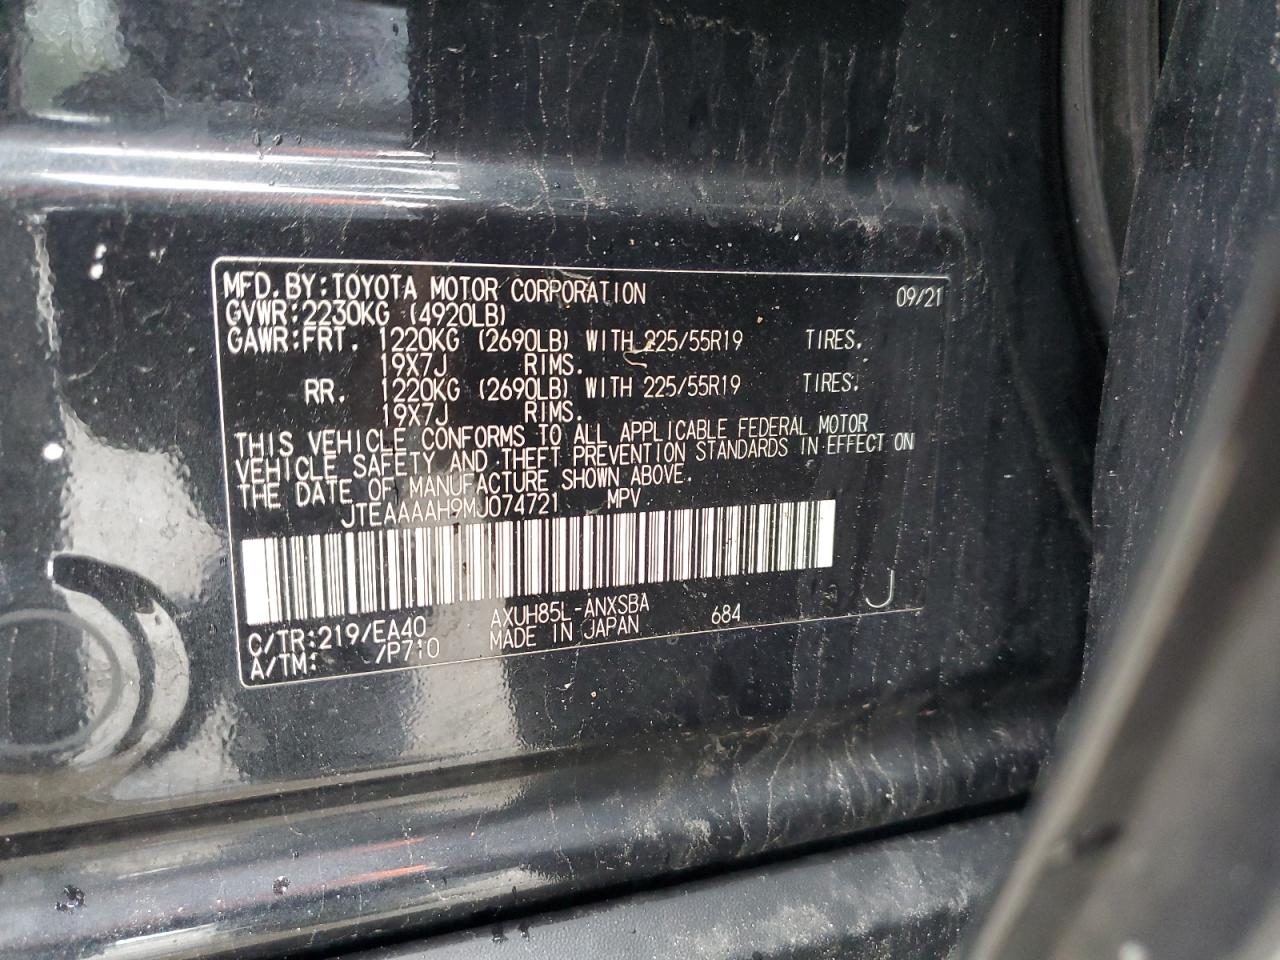 MFD. BY:TOYOTA MOTOR CORPORATION 09/21
GVWR:2230KG (4920LB)
GAWR:FRT. 1220KG (2690LB) WITH 225/55R19 TIRES.
19X7J RIMS.
RR. 1220KG (2690LB) WITH 225/55R19 TIRES.
19X7J RIMS.
THIS VEHICLE CONFORMS TO ALL APPLICABLE FEDERAL MOTOR
VEHICLE SAFETY AND THEFT PREVENTION STANDARDS IN EFFECT ON
THE DATE OF MANUFACTURE SHOWN ABOVE.
JTEAAAAH9MJ074721 MPV
C/TR:219/EA40 AXUH85L-ANXSBA 684 J
A/TM: /P710 MADE IN JAPAN